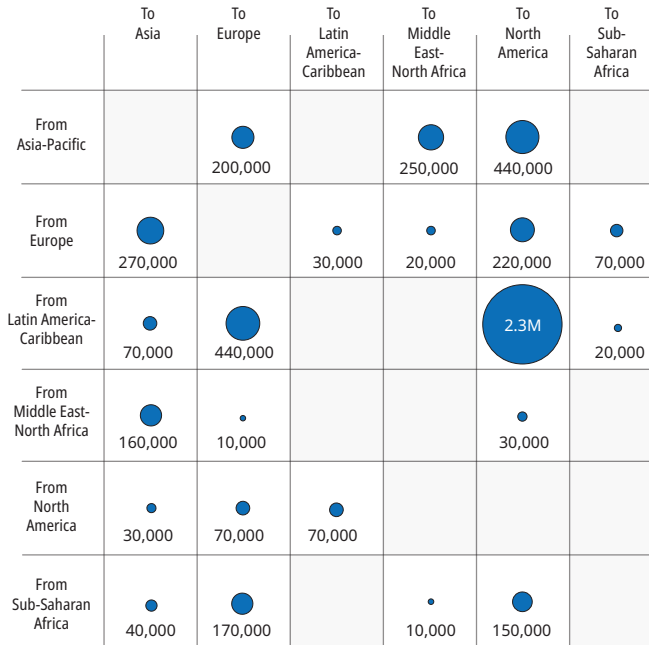 To
Asia
To
Europe
To
Latin
America-
Caribbean
To
Middle
East-
North Africa
To
North
America
To
Sub-
Saharan
Africa
From
Asia-Pacific
200,000
250,000
440,000
From
Europe
270,000
30,000
20,000
220,000
70,000
From
Latin America-
Caribbean
70,000
440,000
2.3M
20,000
From
Middle East-
North Africa
160,000
10,000
30,000
From
North
America
30,000
70,000
70,000
From
Sub-Saharan
Africa
40,000
170,000
10,000
150,000